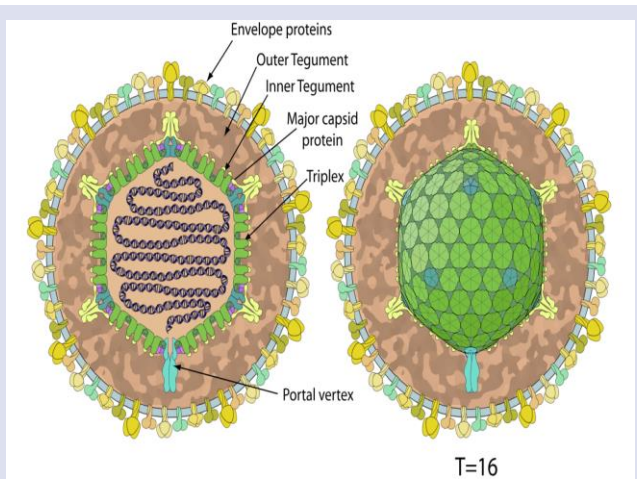 Envelope proteins
Outer Tegument
Inner Tegument
Major capsid
protein
Triplex
Portal vertex
T=16